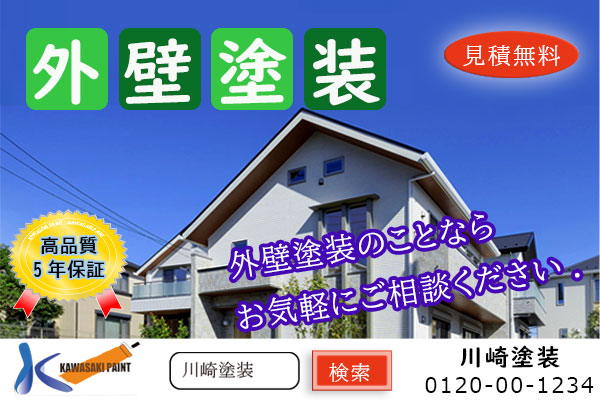 外壁塗装
見積無料
高品質
5年保証
外壁塗装のことなら
お気軽にご相談ください・
KAWASAKI PAINT
川崎塗装
検索
川崎塗装
0120-00-1234